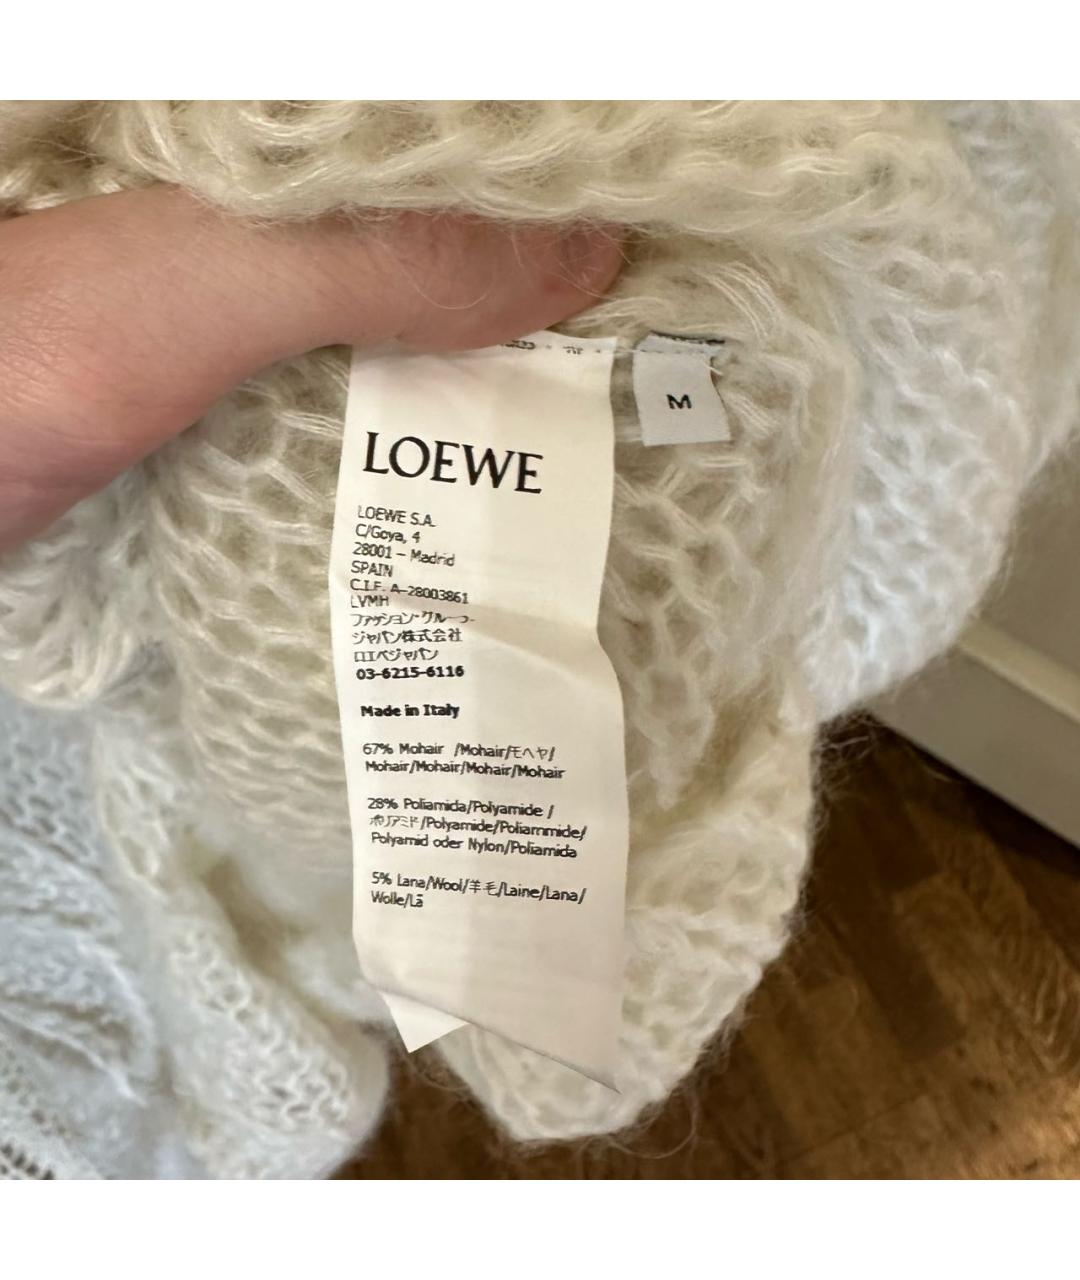 M
LOEWE
LOEWE S.A.
C/Goya, 4
28001 – Madrid
SPAIN
C.I.F. A-28003861
LVMH
ファッション・グループ
ジャパン株式会社
ロエベジャパン
03-6215-6116
Made in Italy
67% Mohair /Mohair/モヘヤ/
Mohair/Mohair/Mohair/Mohair
28% Poliamida/Polyamide /
ポリアミド/Polyamide/Poliammide/
Polyamid oder Nylon/Poliamida
5% Lana/Wool/羊毛/Laine/Lana/
Wolle/Lã